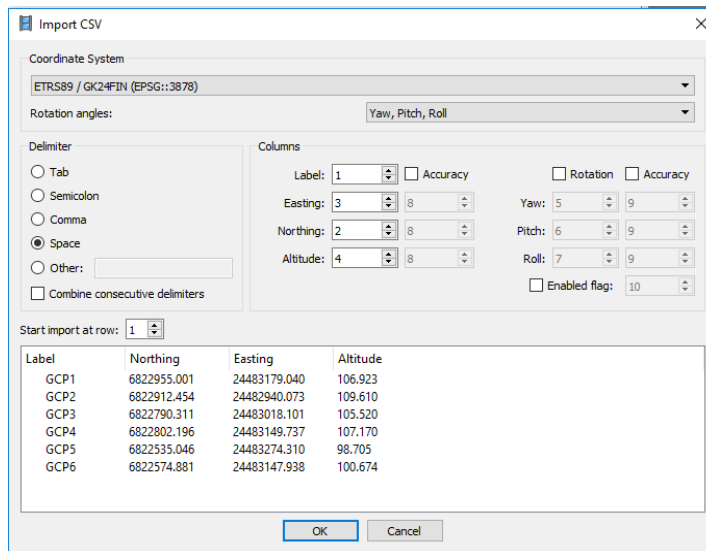 Import CSV
Coordinate System
ETRS89 / GK24FIN (EPSG::3878)
Rotation angles: Yaw, Pitch, Roll
Delimiter
Tab
Semicolon
Comma
Space
Other:
Combine consecutive delimiters
Columns
Label: 1 Accuracy Rotation Accuracy
Easting: 3 8 Yaw: 5 9
Northing: 2 8 Pitch: 6 9
Altitude: 4 8 Roll: 7 9
Enabled flag: 10
Start import at row: 1
Label Northing Easting Altitude
GCP1 6822955.001 24483179.040 106.923
GCP2 6822912.454 24482940.073 109.610
GCP3 6822790.311 24483018.101 105.520
GCP4 6822802.196 24483149.737 107.170
GCP5 6822535.046 24483274.310 98.705
GCP6 6822574.881 24483147.938 100.674
OK Cancel